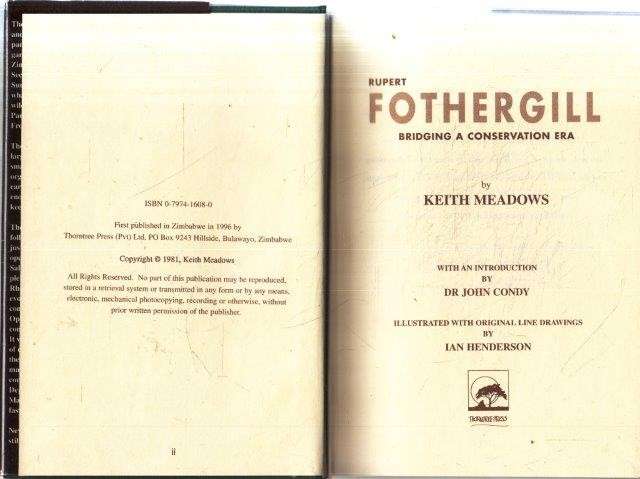 ISBN 0-7974-1608-0
First published in Zimbabwe in 1996 by
Thorntree Press (Pvt) Ltd, PO Box 9243 Hillside, Bulawayo, Zimbabwe
Copyright © 1981, Keith Meadows
All Rights Reserved. No part of this publication may be reproduced,
stored in a retrieval system or transmitted in any form or by any means,
electronic, mechanical photocopying, recording or otherwise, without
prior written permission of the publisher.
ii
RUPERT
FOTHERGILL
BRIDGING A CONSERVATION ERA
by
KEITH MEADOWS
WITH AN INTRODUCTION
BY
DR JOHN CONDY
ILLUSTRATED WITH ORIGINAL LINE DRAWINGS
BY
IAN HENDERSON
THORNTREE PRESS